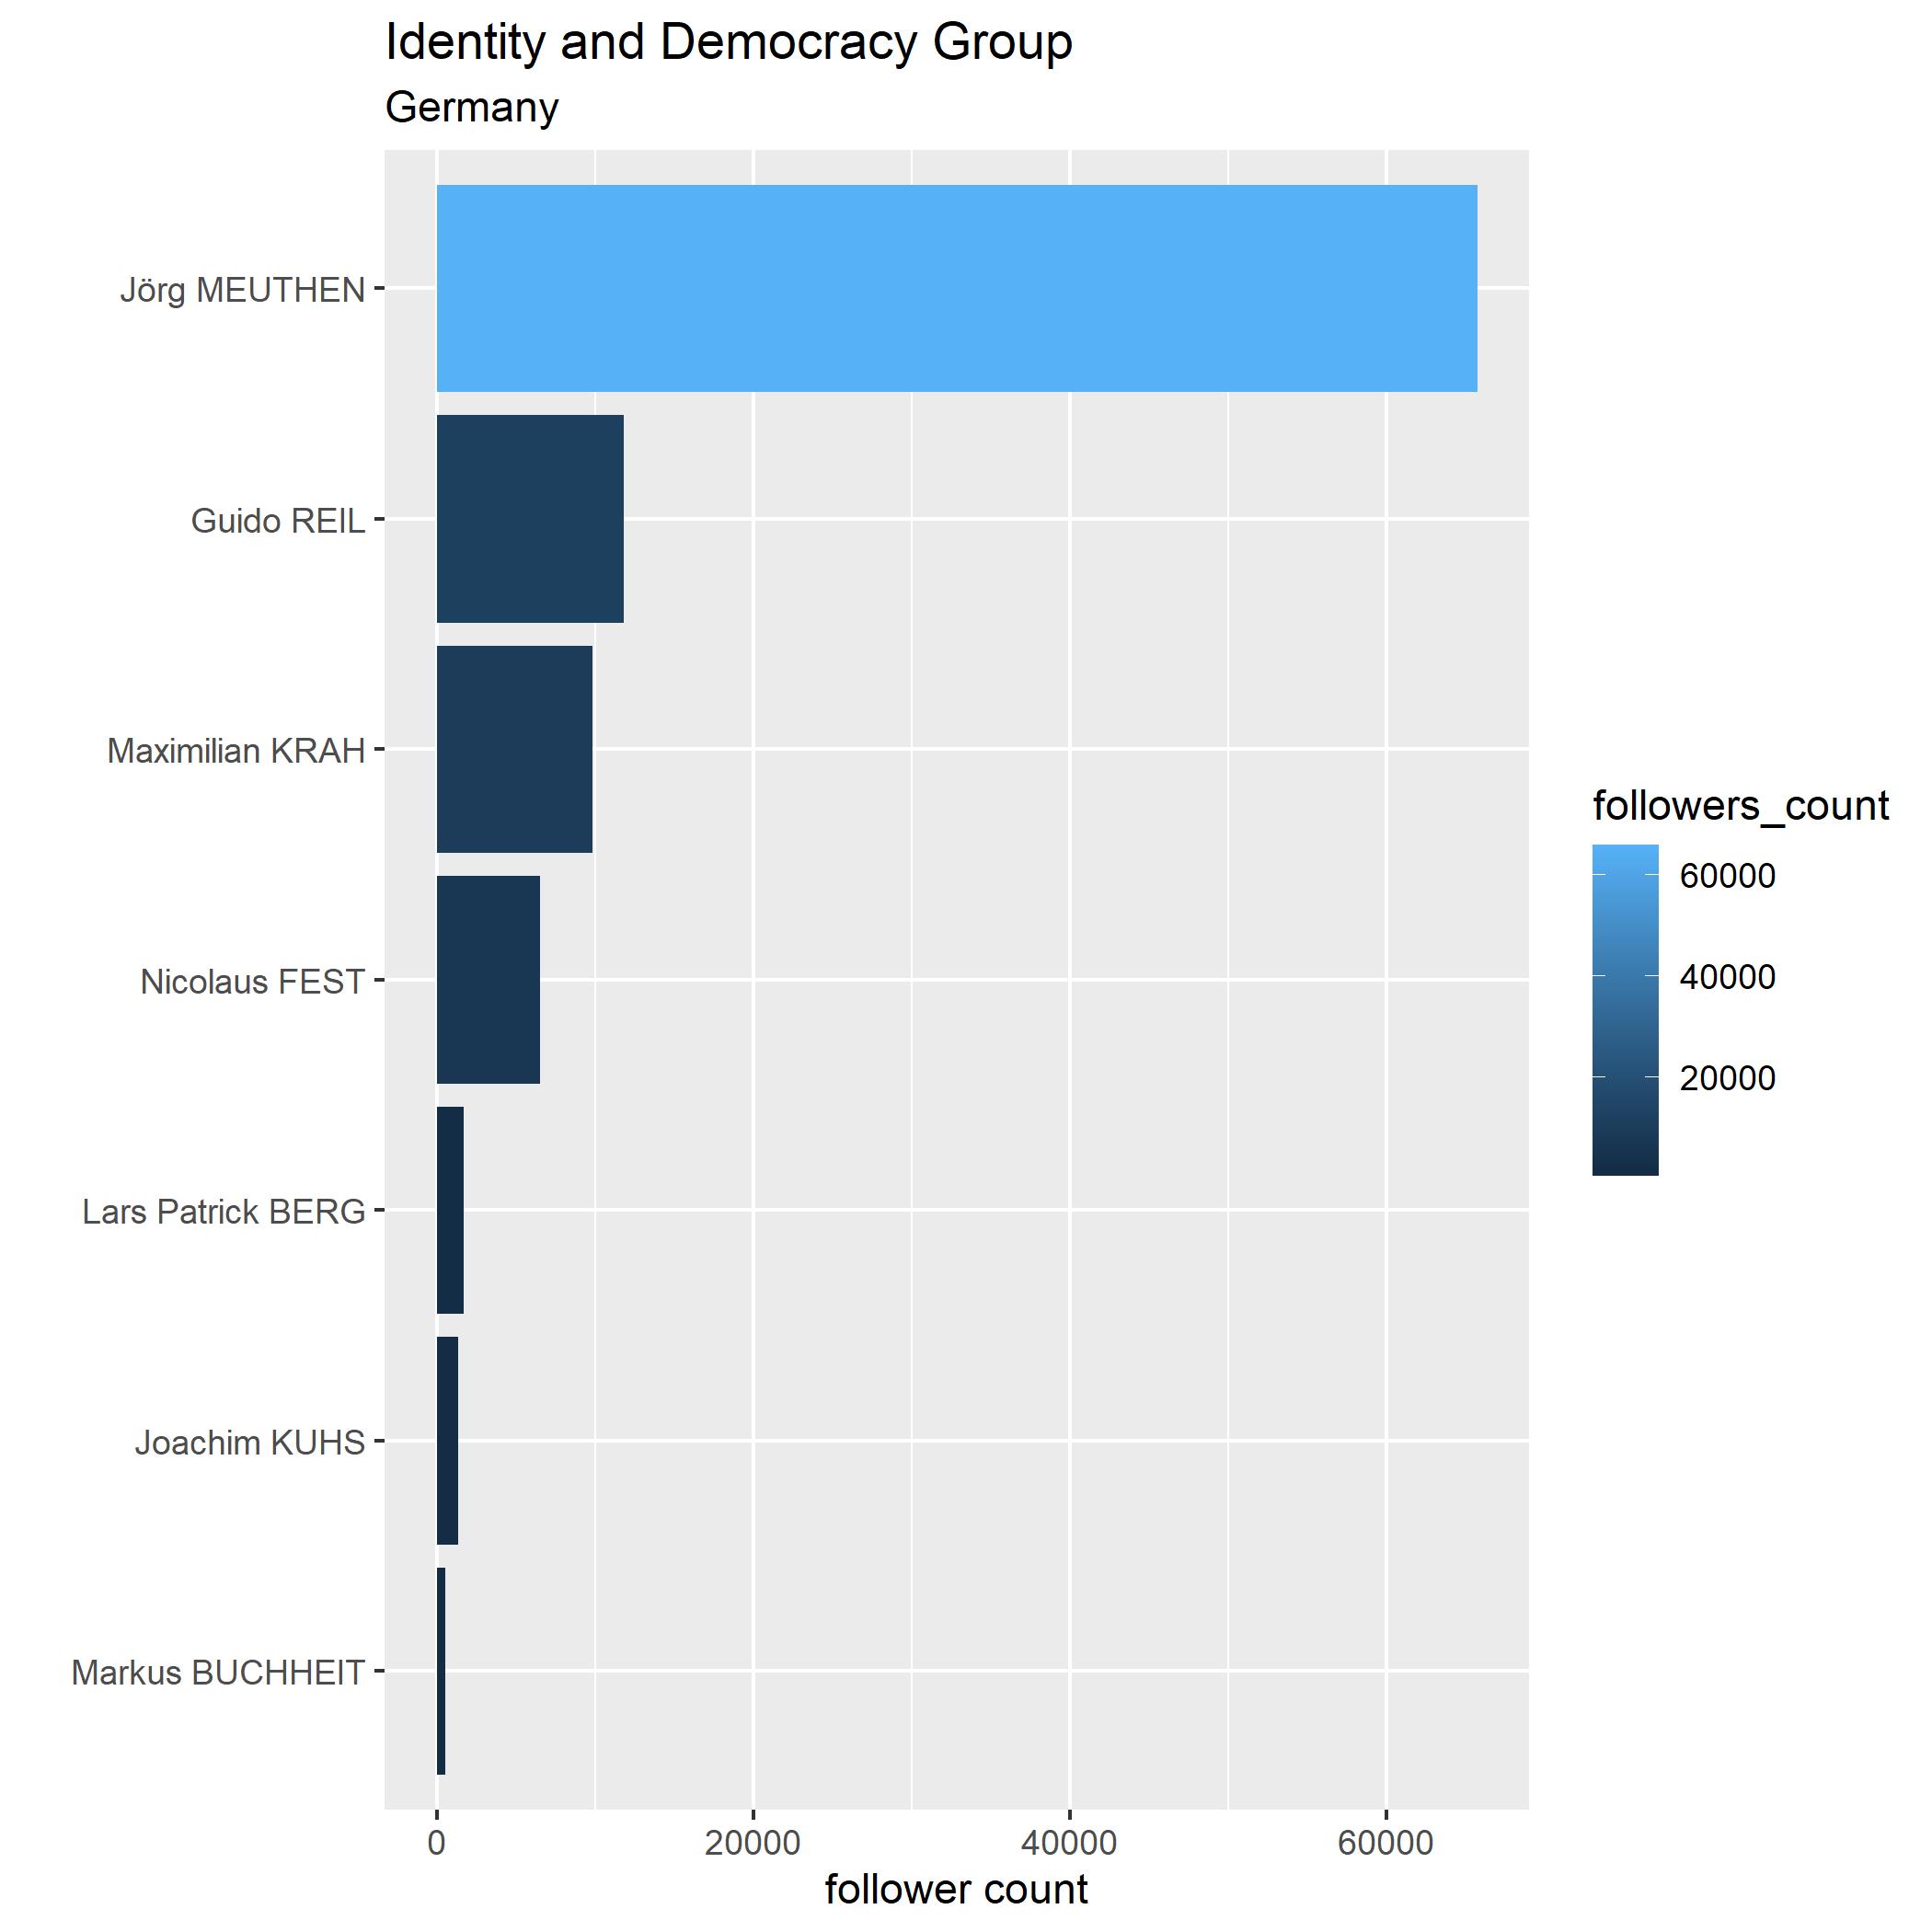 Identity and Democracy Group
Germany
Jörg MEUTHEN
Guido REIL
Maximilian KRAH
Nicolaus FEST
Lars Patrick BERG
Joachim KUHS
Markus BUCHHEIT
0 20000 40000 60000
follower count
followers_count
60000
40000
20000